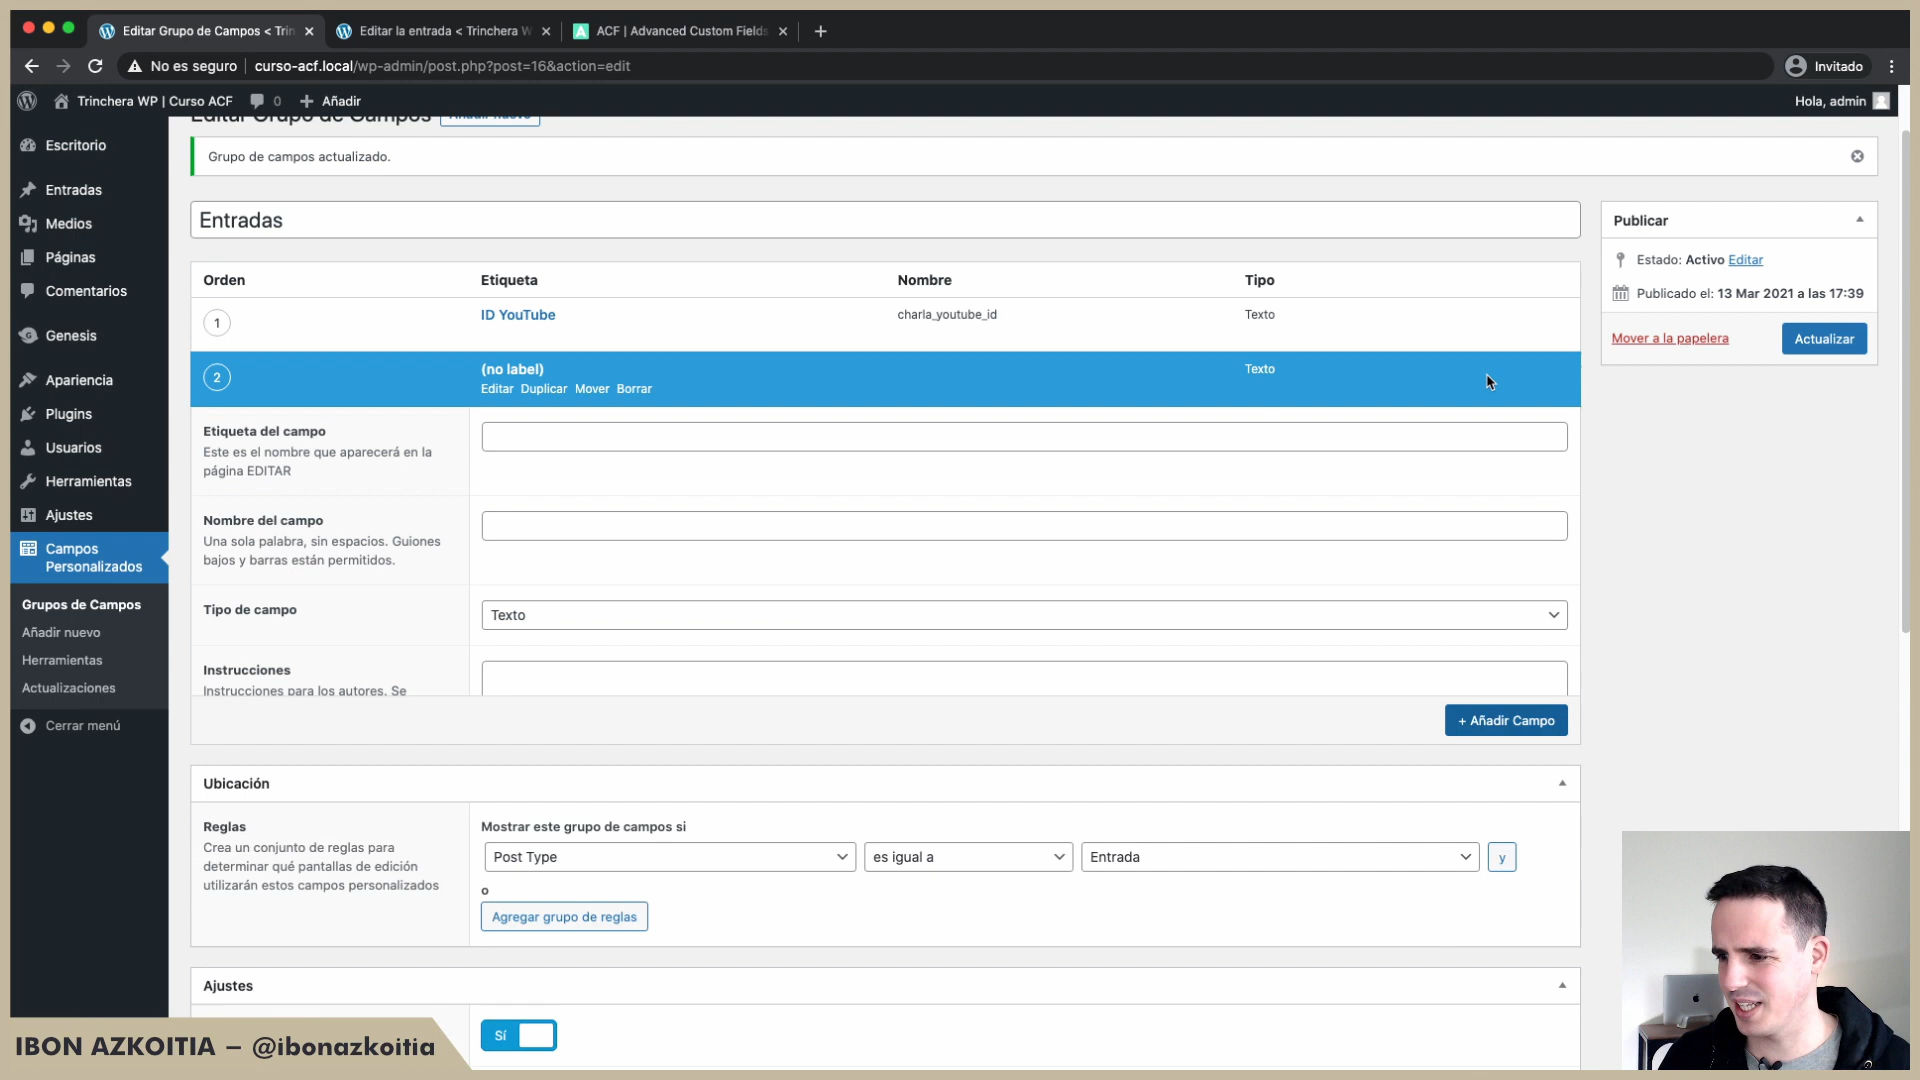 Editar Grupo de Campos < Trin
Editar la entrada < Trinchera W
ACF | Advanced Custom Fields
No es seguro
curso-acf.local/wp-admin/post.php?post=16&action=edit
Invitado
Trinchera WP | Curso ACF
0
Añadir
Hola, admin
Editar Grupo de Campos
Añadir nuevo
Grupo de campos actualizado.
Escritorio
Entradas
Medios
Páginas
Comentarios
Genesis
Apariencia
Plugins
Usuarios
Herramientas
Ajustes
Campos
Personalizados
Grupos de Campos
Añadir nuevo
Herramientas
Actualizaciones
Cerrar menú
Entradas
Orden
Etiqueta
Nombre
Tipo
1
ID YouTube
charla_youtube_id
Texto
2
(no label)
Texto
Editar Duplicar Mover Borrar
Etiqueta del campo
Este es el nombre que aparecerá en la
página EDITAR
Nombre del campo
Una sola palabra, sin espacios. Guiones
bajos y barras están permitidos.
Tipo de campo
Texto
Instrucciones
Instrucciones para los autores. Se
+ Añadir Campo
Publicar
Estado: Activo Editar
Publicado el: 13 Mar 2021 a las 17:39
Mover a la papelera
Actualizar
Ubicación
Reglas
Crea un conjunto de reglas para
determinar qué pantallas de edición
utilizarán estos campos personalizados
Mostrar este grupo de campos si
Post Type
es igual a
Entrada
y
o
Agregar grupo de reglas
Ajustes
Sí
IBON AZKOITIA – @ibonazkoitia